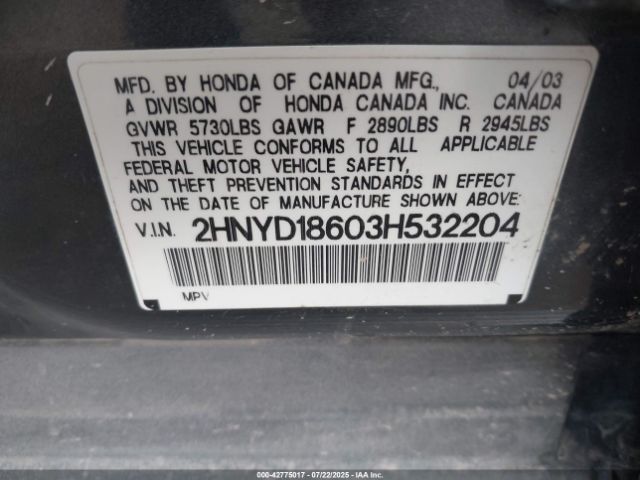 MFD. BY HONDA OF CANADA MFG., 04/03
A DIVISION OF HONDA CANADA INC. CANADA
GVWR 5730LBS GAWR F 2890LBS R 2945LBS
THIS VEHICLE CONFORMS TO ALL APPLICABLE
FEDERAL MOTOR VEHICLE SAFETY,
AND THEFT PREVENTION STANDARDS IN EFFECT
ON THE DATE OF MANUFACTURE SHOWN ABOVE:
V.I.N. 2HNYD18603H532204
MPV
000-42775017 - 07/22/2025 - IAA Inc.